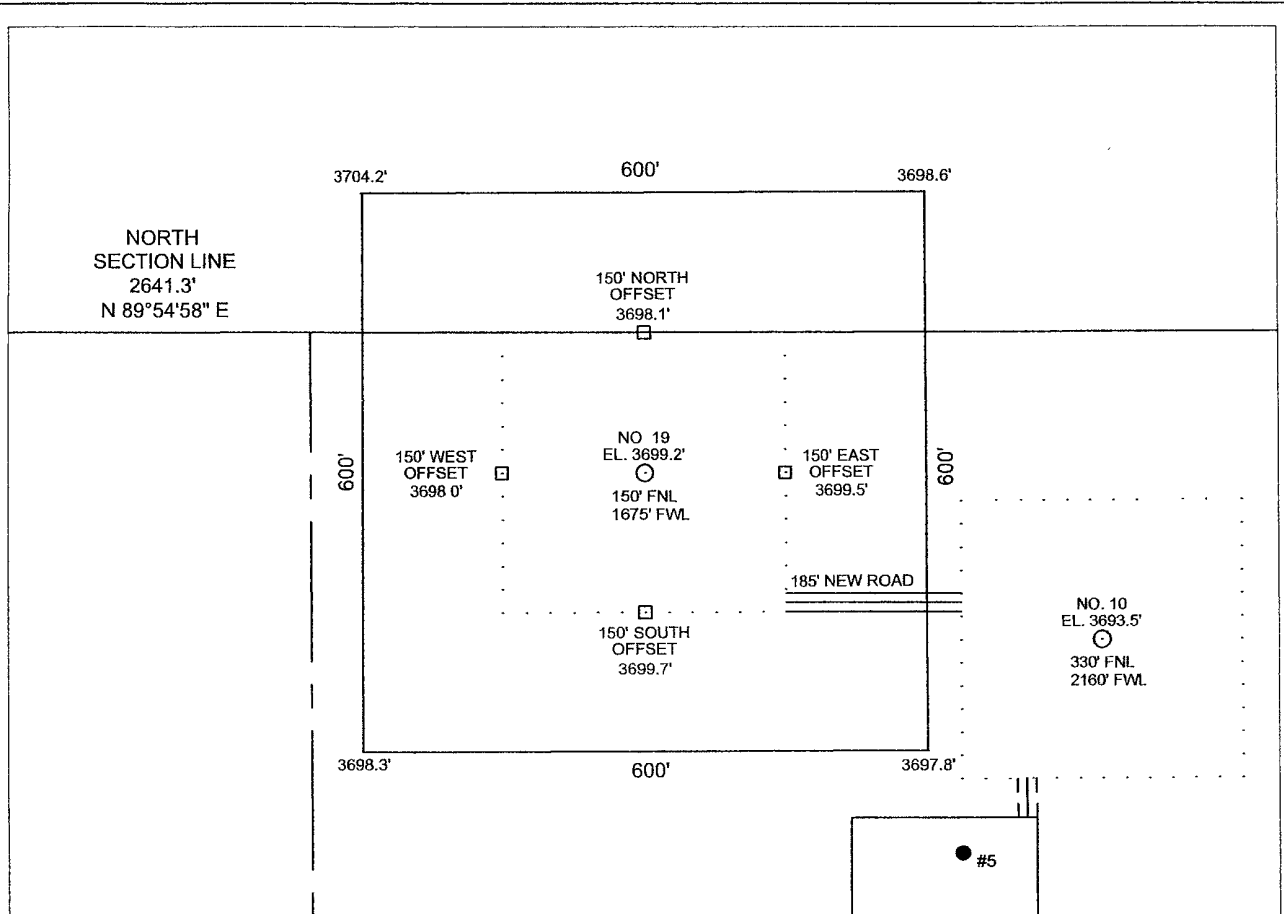 600'
3704.2'
3698.6'
NORTH
SECTION LINE
2641.3'
N 89°54'58" E
150' NORTH
OFFSET
3698.1'
150' WEST
OFFSET
3698 0'
600'
NO 19
EL. 3699.2'
150' FNL
1675' FWL
150' EAST
OFFSET
3699.5'
600'
185' NEW ROAD
NO. 10
EL. 3693.5'
330' FNL
2160' FWL
150' SOUTH
OFFSET
3699.7'
3698.3'
600'
3697.8'
#5